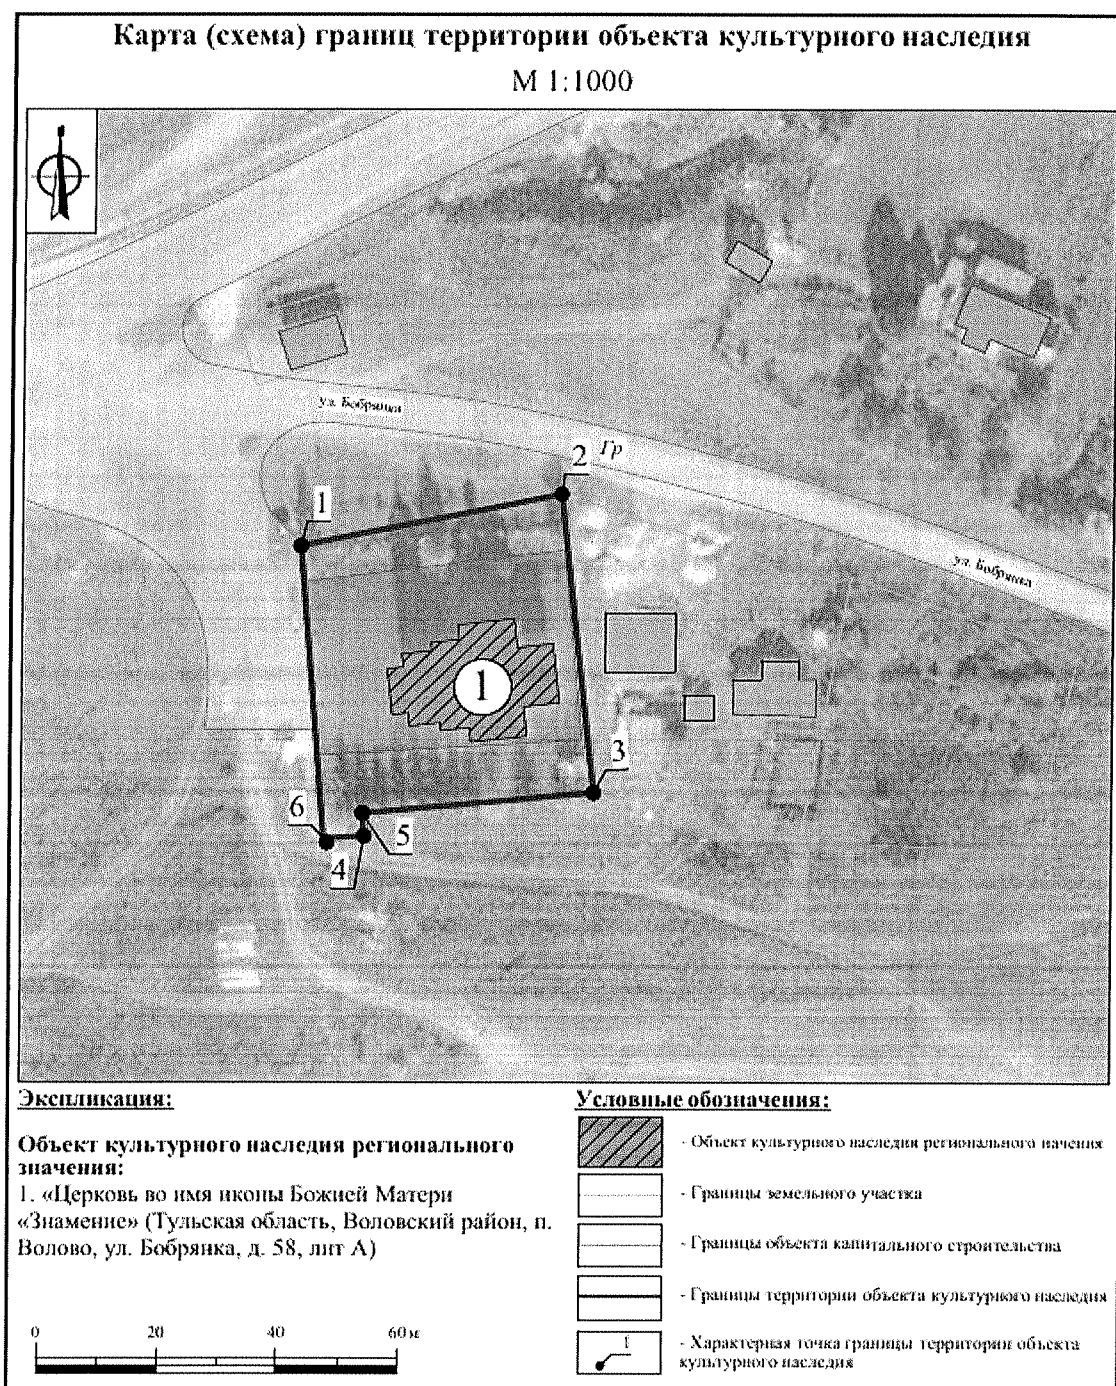 Карта (схема) границ территории объекта культурного наследия
М 1:1000
ул. Бобрянка
Гр
2
1
ул. Бобрянка
1
3
6
5
4
Экспликация:
Объект культурного наследия регионального
значения:
1. «Церковь во имя иконы Божией Матери
«Знамение» (Тульская область, Воловский район, п.
Волово, ул. Бобрянка, д. 58, лит А)
0 20 40 60 м
Условные обозначения:
- Объект культурного наследия регионального начения
- Границы земельного участка
- Границы объекта капитального строительства
- Границы территории объекта культурного наследия
1
- Характерная точка границы территории объекта
культурного наследия